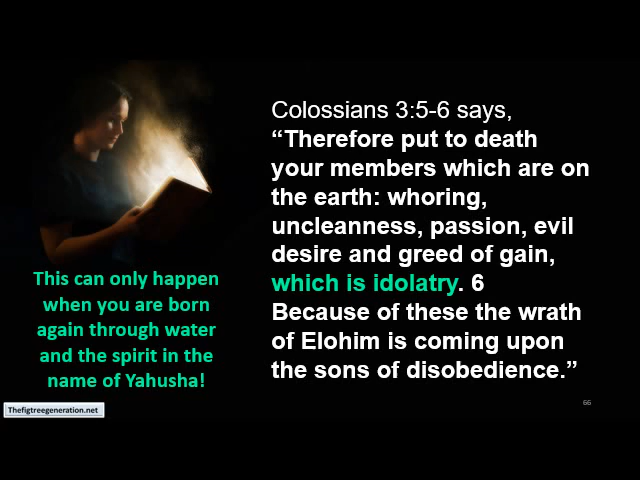 Colossians 3:5-6 says,
“Therefore put to death
your members which are on
the earth: whoring,
uncleanness, passion, evil
desire and greed of gain,
which is idolatry. 6
Because of these the wrath
of Elohim is coming upon
the sons of disobedience.”
This can only happen
when you are born
again through water
and the spirit in the
name of Yahusha!
Thefigtreegeneration.net
66